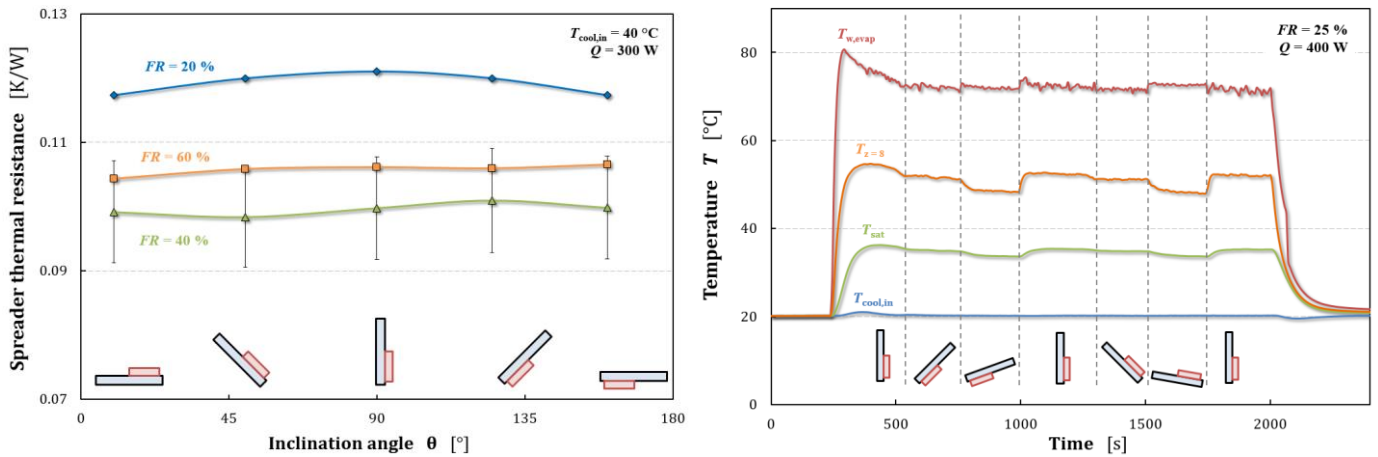 0.13
0.11
0.09
0.07
Spreader thermal resistance [K/W]
T_cool,in = 40 °C
Q = 300 W
FR = 20 %
FR = 60 %
FR = 40 %
0 45 90 135 180
Inclination angle θ [°]
100
80
60
40
20
0
Temperature T [°C]
FR = 25 %
Q = 400 W
T_w,evap
T_z = 8
T_sat
T_cool,in
0 500 1000 1500 2000
Time [s]